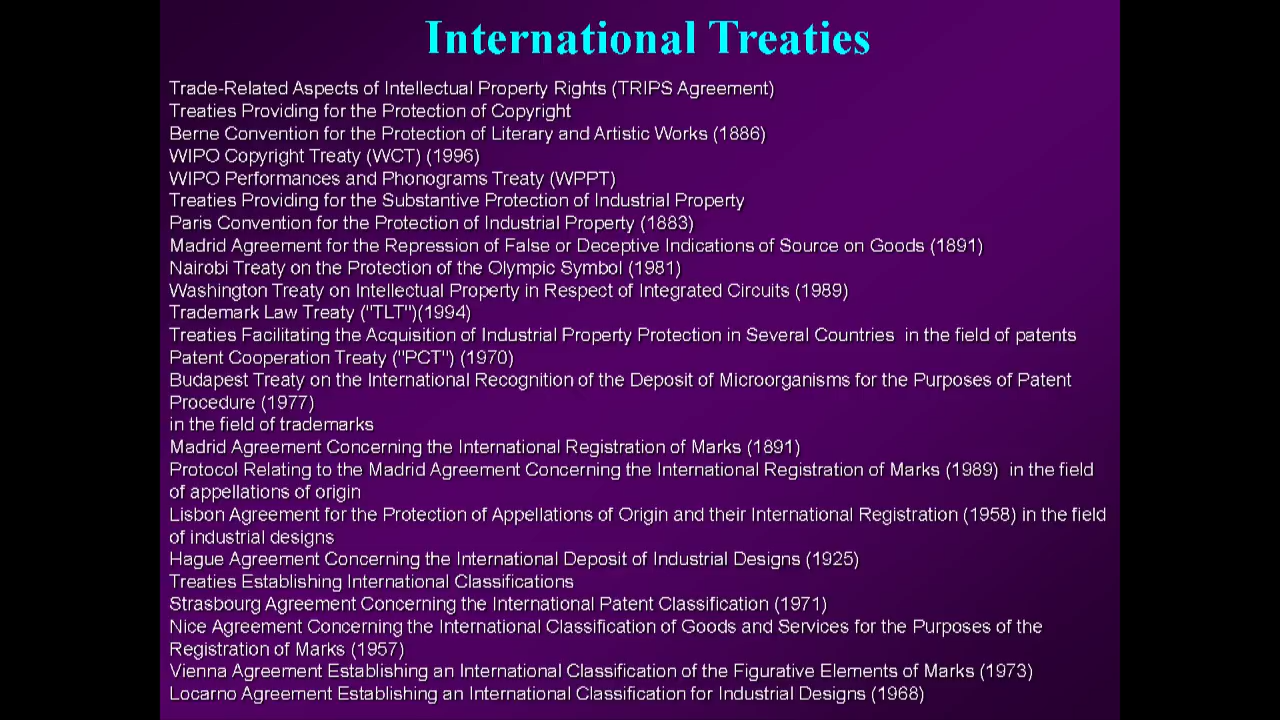 International Treaties
Trade-Related Aspects of Intellectual Property Rights (TRIPS Agreement)
Treaties Providing for the Protection of Copyright
Berne Convention for the Protection of Literary and Artistic Works (1886)
WIPO Copyright Treaty (WCT) (1996)
WIPO Performances and Phonograms Treaty (WPPT)
Treaties Providing for the Substantive Protection of Industrial Property
Paris Convention for the Protection of Industrial Property (1883)
Madrid Agreement for the Repression of False or Deceptive Indications of Source on Goods (1891)
Nairobi Treaty on the Protection of the Olympic Symbol (1981)
Washington Treaty on Intellectual Property in Respect of Integrated Circuits (1989)
Trademark Law Treaty ("TLT")(1994)
Treaties Facilitating the Acquisition of Industrial Property Protection in Several Countries  in the field of patents
Patent Cooperation Treaty ("PCT") (1970)
Budapest Treaty on the International Recognition of the Deposit of Microorganisms for the Purposes of Patent
Procedure (1977)
in the field of trademarks
Madrid Agreement Concerning the International Registration of Marks (1891)
Protocol Relating to the Madrid Agreement Concerning the International Registration of Marks (1989)  in the field
of appellations of origin
Lisbon Agreement for the Protection of Appellations of Origin and their International Registration (1958) in the field
of industrial designs
Hague Agreement Concerning the International Deposit of Industrial Designs (1925)
Treaties Establishing International Classifications
Strasbourg Agreement Concerning the International Patent Classification (1971)
Nice Agreement Concerning the International Classification of Goods and Services for the Purposes of the
Registration of Marks (1957)
Vienna Agreement Establishing an International Classification of the Figurative Elements of Marks (1973)
Locarno Agreement Establishing an International Classification for Industrial Designs (1968)